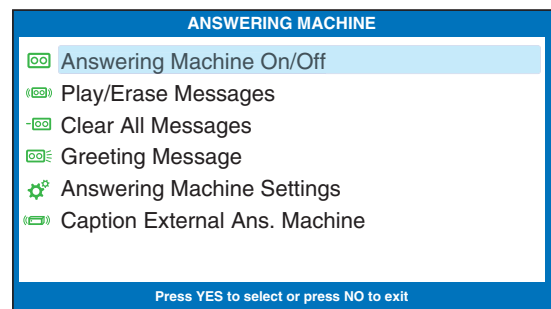 ANSWERING MACHINE
Answering Machine On/Off
Play/Erase Messages
Clear All Messages
Greeting Message
Answering Machine Settings
Caption External Ans. Machine
Press YES to select or press NO to exit